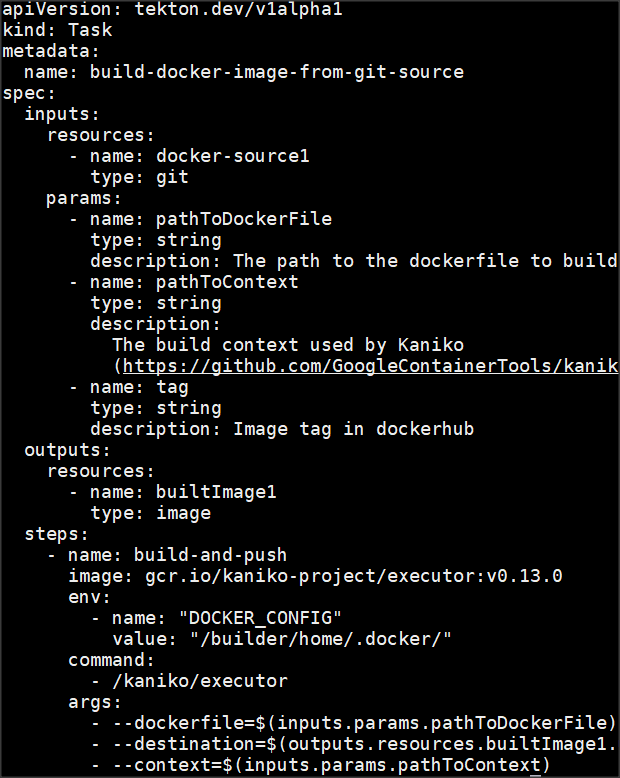 apiVersion: tekton.dev/v1alpha1
kind: Task
metadata:
  name: build-docker-image-from-git-source
spec:
  inputs:
    resources:
      - name: docker-source1
        type: git
    params:
      - name: pathToDockerFile
        type: string
        description: The path to the dockerfile to build
      - name: pathToContext
        type: string
        description:
          The build context used by Kaniko
          (https://github.com/GoogleContainerTools/kanik
      - name: tag
        type: string
        description: Image tag in dockerhub
  outputs:
    resources:
      - name: builtImage1
        type: image
  steps:
    - name: build-and-push
      image: gcr.io/kaniko-project/executor:v0.13.0
      env:
        - name: "DOCKER_CONFIG"
          value: "/builder/home/.docker/"
      command:
        - /kaniko/executor
      args:
        - --dockerfile=$(inputs.params.pathToDockerFile)
        - --destination=$(outputs.resources.builtImage1.
        - --context=$(inputs.params.pathToContext)